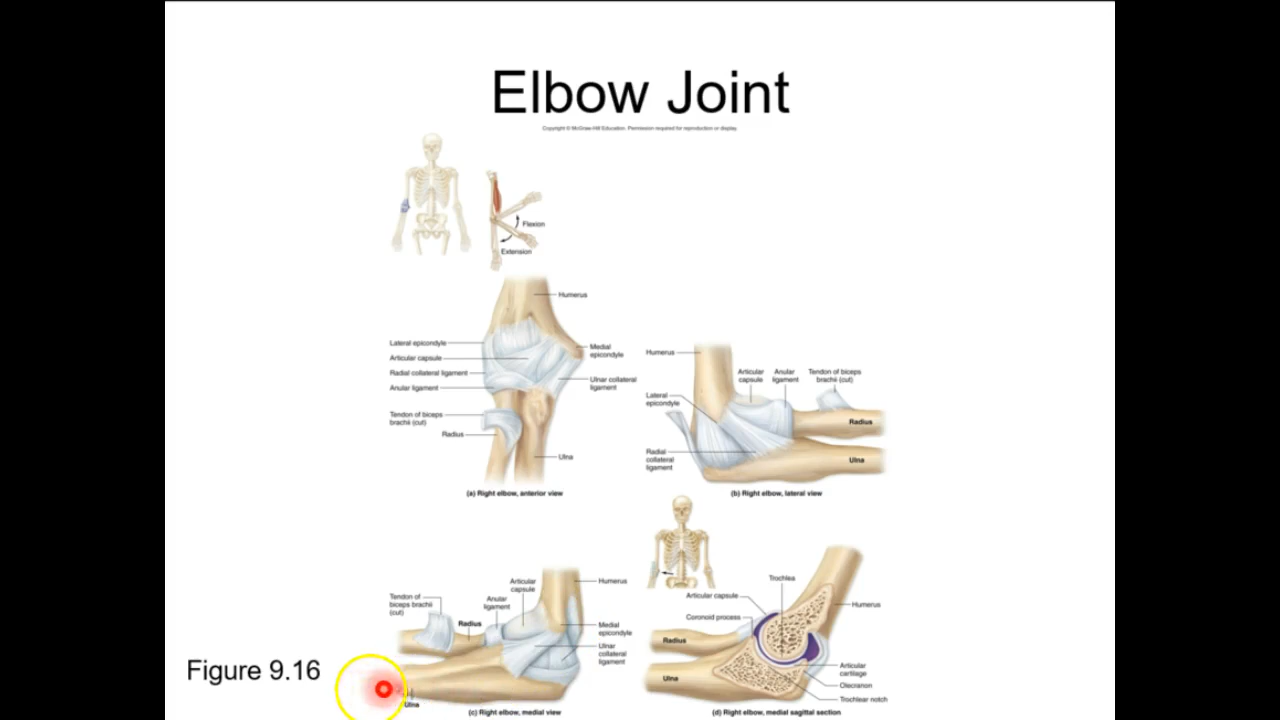 Elbow Joint
Copyright © McGraw-Hill Education. Permission required for reproduction or display.
Flexion
Extension
Humerus
Lateral epicondyle
Articular capsule
Radial collateral ligament
Anular ligament
Tendon of biceps
brachii (cut)
Radius
Medial
epicondyle
Ulnar collateral
ligament
Ulna
(a) Right elbow, anterior view
Humerus
Lateral
epicondyle
Radial
collateral
ligament
Articular
capsule
Anular
ligament
Tendon of biceps
brachii (cut)
Radius
Ulna
(b) Right elbow, lateral view
Tendon of
biceps brachii
(cut)
Radius
Anular
ligament
Articular
capsule
Humerus
Medial
epicondyle
Ulnar
collateral
ligament
Ulna
(c) Right elbow, medial view
Trochlea
Articular capsule
Coronoid process
Radius
Ulna
Humerus
Articular
cartilage
Olecranon
Trochlear notch
(d) Right elbow, medial sagittal section
Figure 9.16